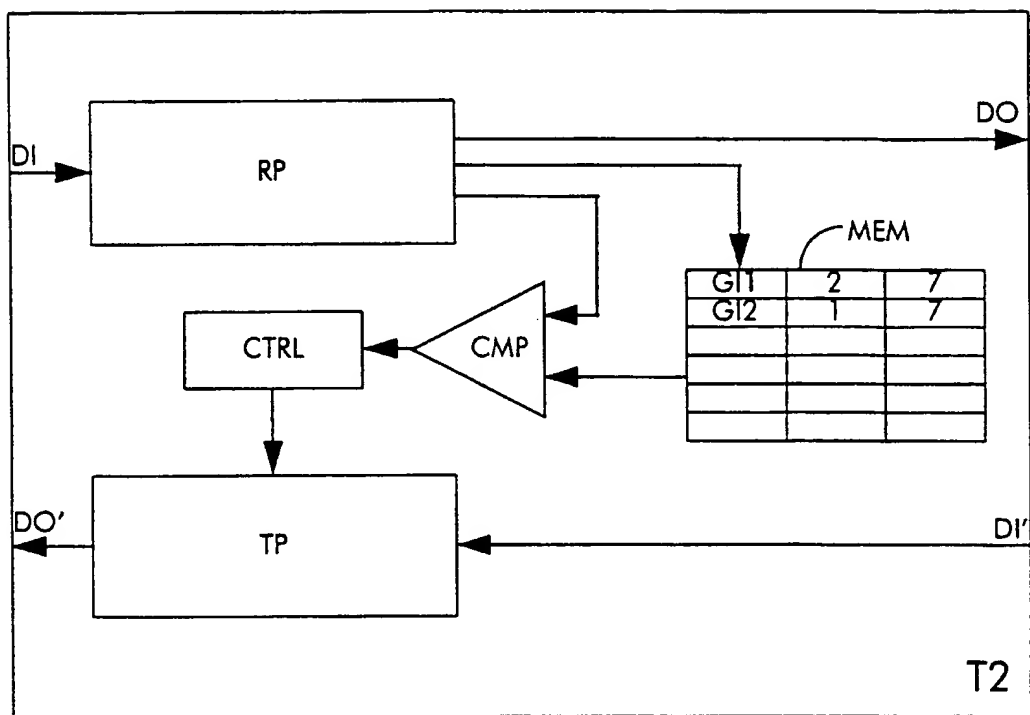 DO
DI
RP
MEM
GI1 2 7
GI2 1 7
CTRL
CMP
DO'
TP
DI'
T2